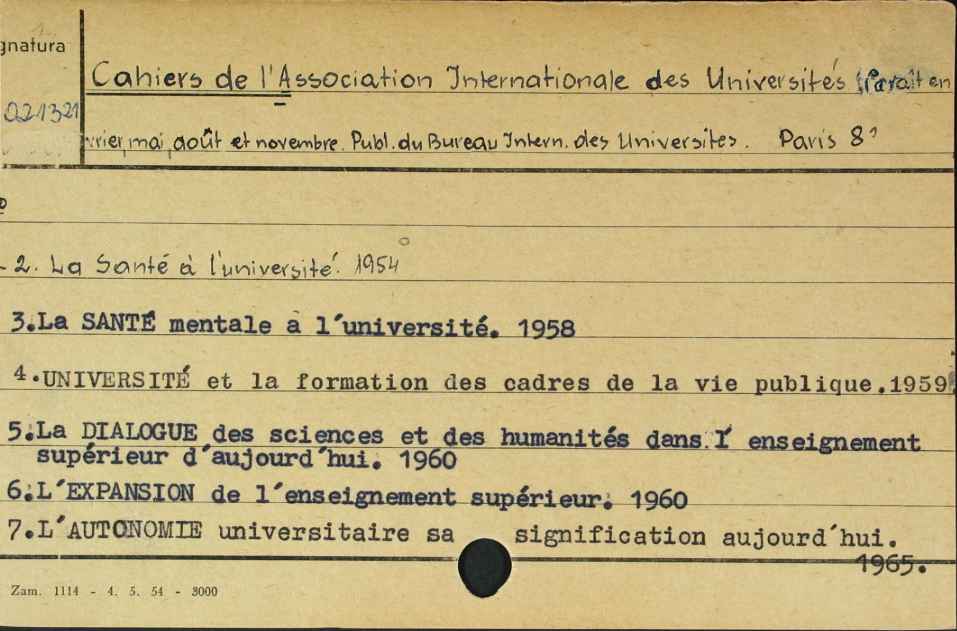 gnatura
Cahiers de l'Association Internationale des Universités Paraît en
021321
vrier, mai, août et novembre. Publ. du Bureau Intern. des Universites. Paris 8°
2. La Santé à l'université. 1954
3. La SANTÉ mentale à l'université. 1958
4. UNIVERSITÉ et la formation des cadres de la vie publique. 1959
5. La DIALOGUE des sciences et des humanités dans l' enseignement
supérieur d'aujourd'hui. 1960
6. L'EXPANSION de l'enseignement supérieur. 1960
7. L'AUTONOMIE universitaire sa signification aujourd'hui.
1965.
Zam. 1114 - 4. 5. 54 - 3000